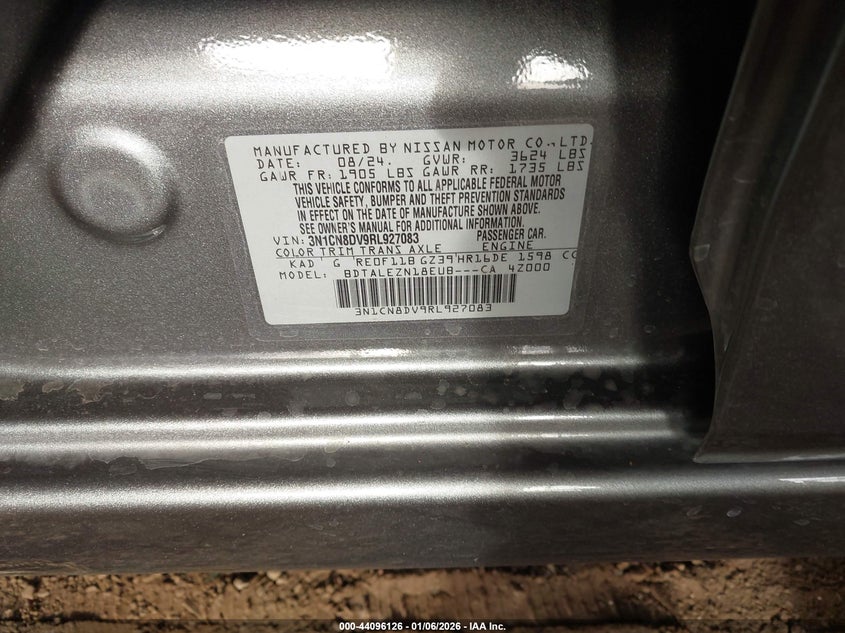 MANUFACTURED BY NISSAN MOTOR CO.,LTD.
DATE: 08/24. GVWR: 3624 LBS
GAWR FR: 1905 LBS GAWR RR: 1735 LBS
THIS VEHICLE CONFORMS TO ALL APPLICABLE FEDERAL MOTOR
VEHICLE SAFETY, BUMPER AND THEFT PREVENTION STANDARDS
IN EFFECT ON THE DATE OF MANUFACTURE SHOWN ABOVE.
SEE OWNER'S MANUAL FOR ADDITIONAL INFORMATION.
VIN: 3N1CN8DV9RL927083 PASSENGER CAR.
COLOR TRIM TRANS AXLE ENGINE
KAD G RE0F11B GZ39 HR16DE 1598 CC
MODEL: BDTALEZN18EUB---CA 4Z000
3N1CN8DV9RL927083
000-44096126 - 01/06/2026 - IAA Inc.